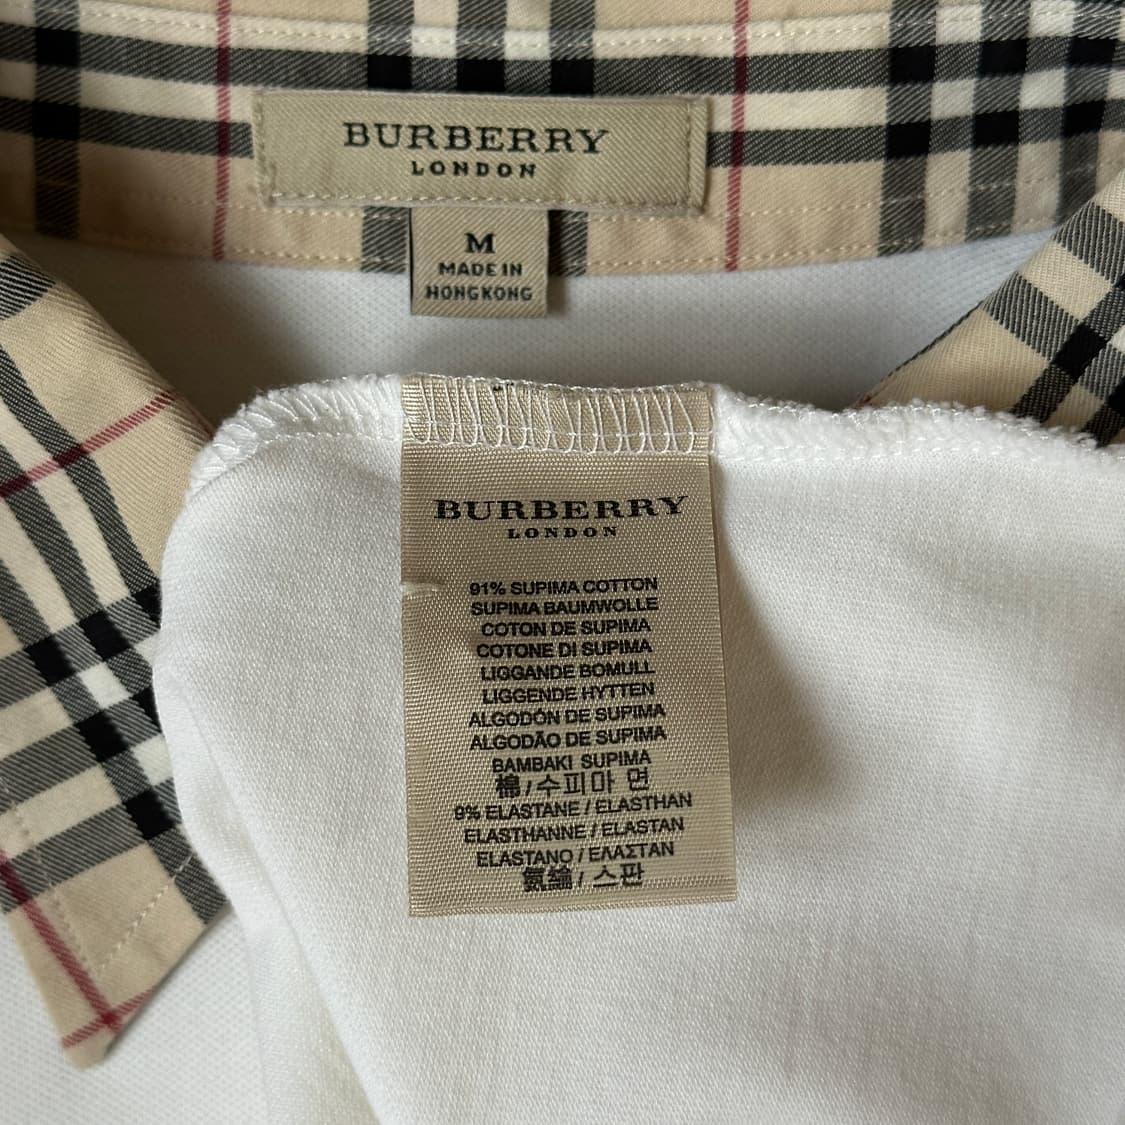 BURBERRY
LONDON
M
MADE IN
HONGKONG
BURBERRY
LONDON
91% SUPIMA COTTON
SUPIMA BAUMWOLLE
COTON DE SUPIMA
COTONE DI SUPIMA
LIGGANDE BOMULL
LIGGENDE HYTTEN
ALGODÓN DE SUPIMA
ALGODÃO DE SUPIMA
BAMBAKI SUPIMA
棉 / 수피마 면
9% ELASTANE / ELASTHAN
ELASTHANNE / ELASTAN
ELASTANO / ΕΛΑΣΤΑΝ
氨綸 / 스판